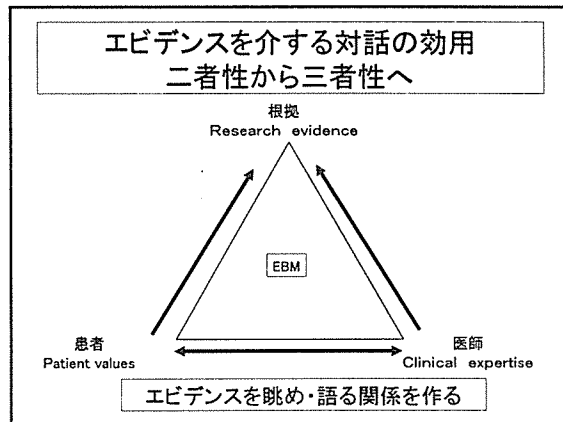 エビデンスを介する対話の効用
二者性から三者性へ
根拠
Research evidence
EBM
患者
Patient values
医師
Clinical expertise
エビデンスを眺め・語る関係を作る